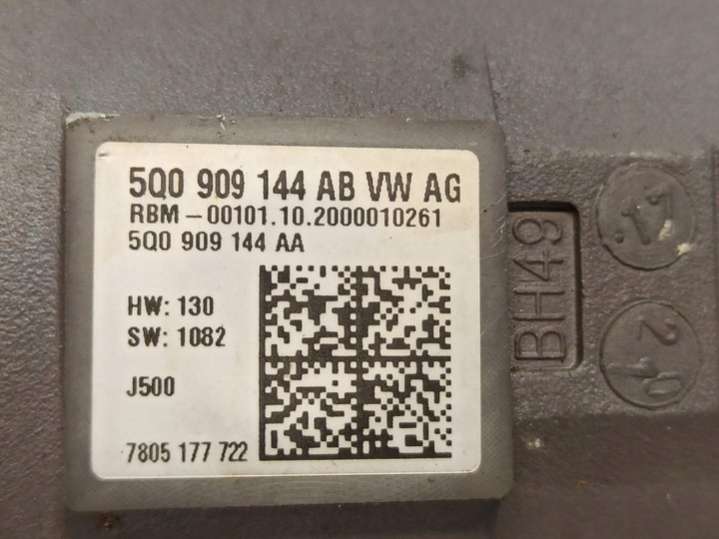 5Q0 909 144 AB VW AG
RBM-00101.10.2000010261
5Q0 909 144 AA
HW: 130
SW: 1082
J500
7805 177 722
BH49